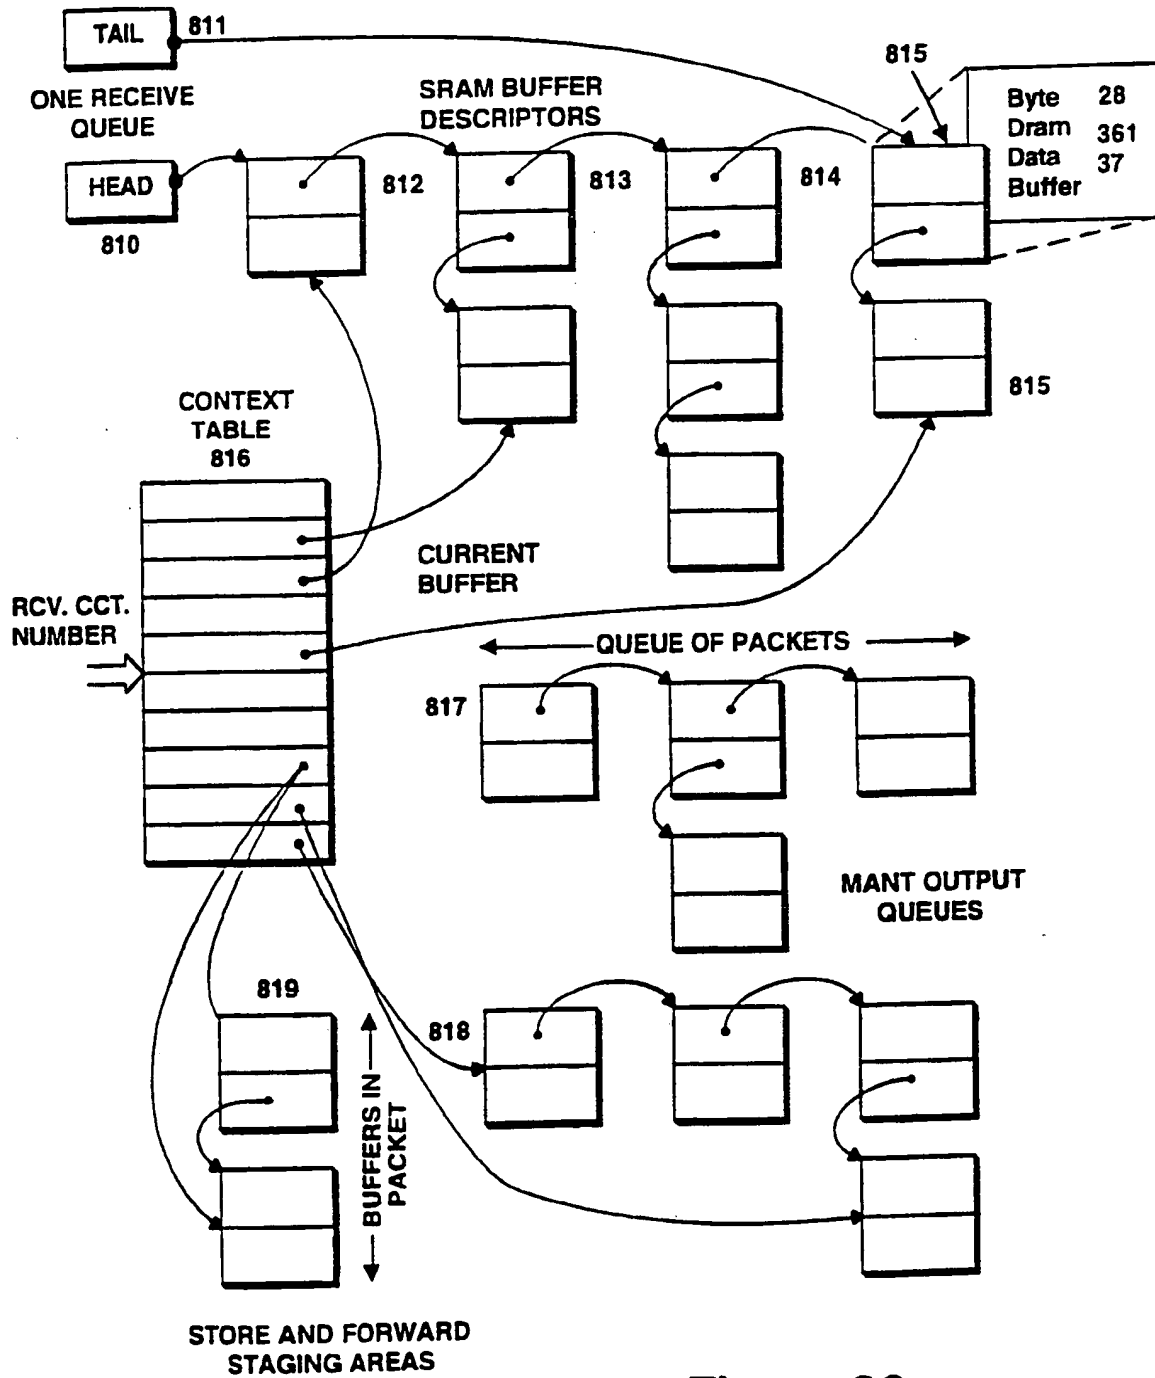 TAIL
811
815
ONE RECEIVE
QUEUE
SRAM BUFFER
DESCRIPTORS
Byte 28
Dram 361
Data 37
Buffer
HEAD
812
813
814
810
815
CONTEXT
TABLE
816
CURRENT
BUFFER
RCV. CCT.
NUMBER
QUEUE OF PACKETS
817
MANT OUTPUT
QUEUES
819
818
BUFFERS IN
PACKET
STORE AND FORWARD
STAGING AREAS